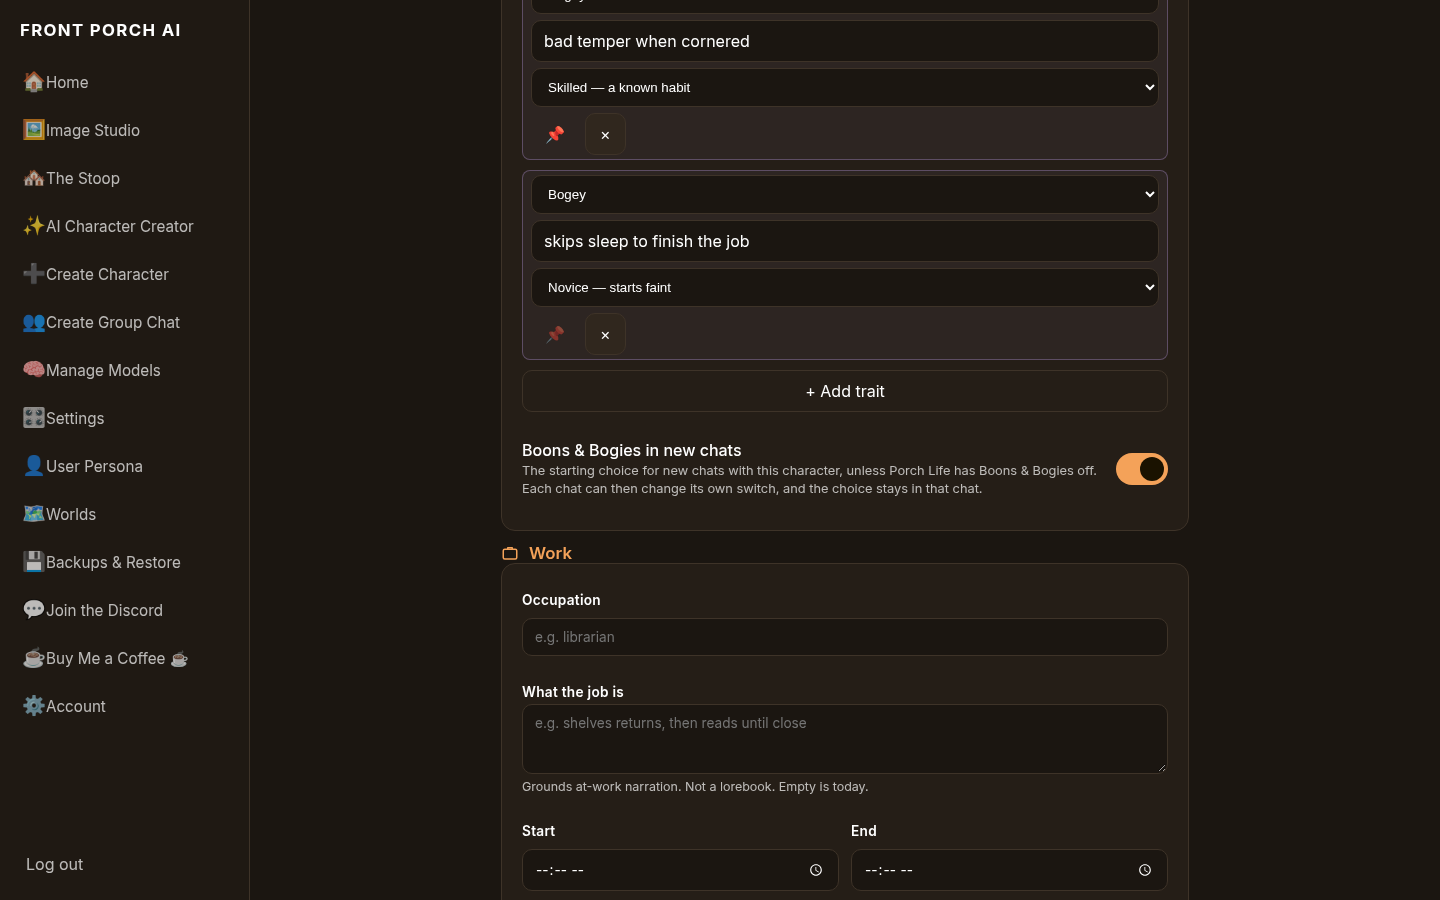 FRONT PORCH AI
Home
Image Studio
The Stoop
AI Character Creator
Create Character
Create Group Chat
Manage Models
Settings
User Persona
Worlds
Backups & Restore
Join the Discord
Buy Me a Coffee ☕
Account
Log out
bad temper when cornered
Skilled — a known habit
×
Bogey
skips sleep to finish the job
Novice — starts faint
×
+ Add trait
Boons & Bogies in new chats
The starting choice for new chats with this character, unless Porch Life has Boons & Bogies off.
Each chat can then change its own switch, and the choice stays in that chat.
Work
Occupation
e.g. librarian
What the job is
e.g. shelves returns, then reads until close
Grounds at-work narration. Not a lorebook. Empty is today.
Start
End
--:-- --
--:-- --